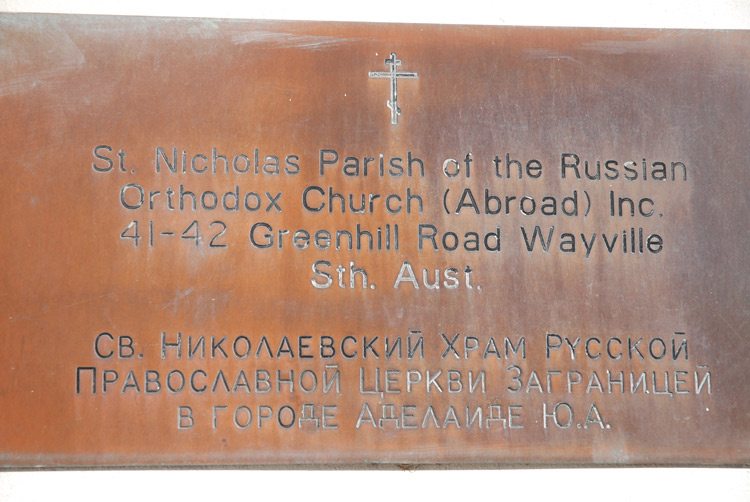 St. Nicholas Parish of the Russian
Orthodox Church (Abroad) Inc.
41-42 Greenhill Road Wayville
Sth. Aust.
Св. Николаевский Храм Русской
Православной Церкви Заграницей
в городе Аделаиде Ю.А.